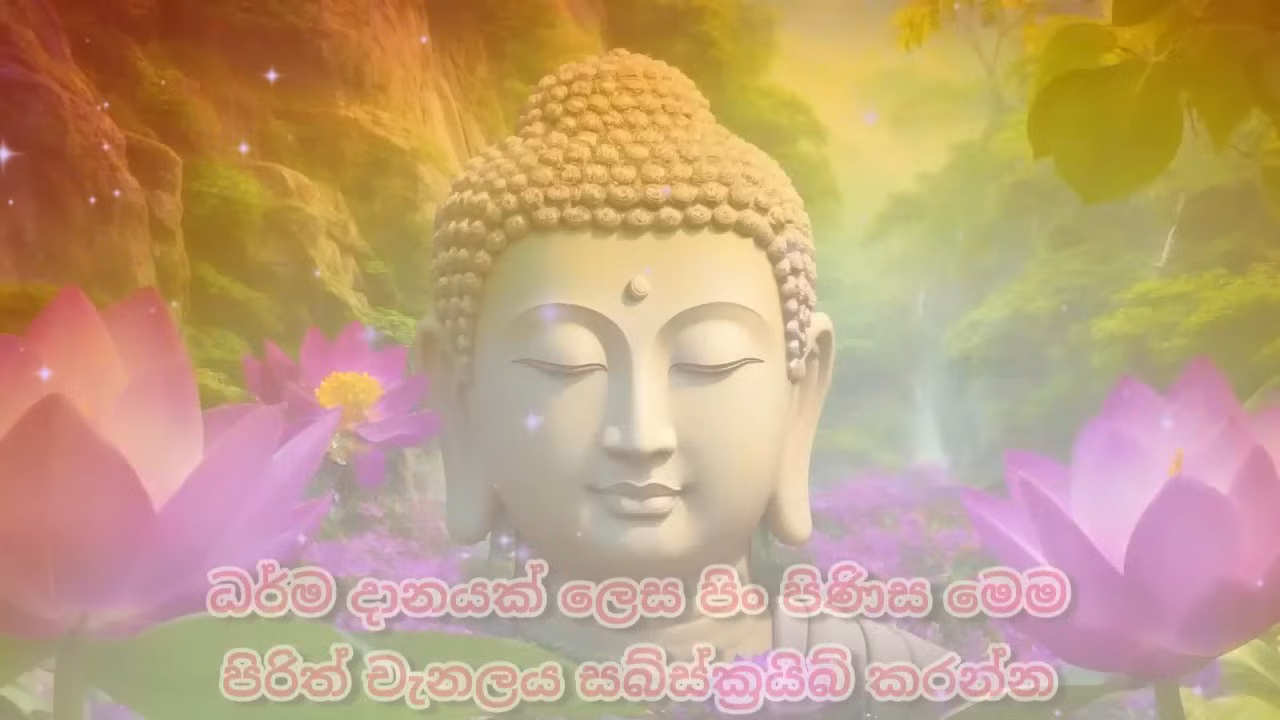 ධර්ම දානයක් ලෙස පිං පිණිස මෙම
පිරිත් චැනලය සබ්ස්ක්‍රයිබ් කරන්න